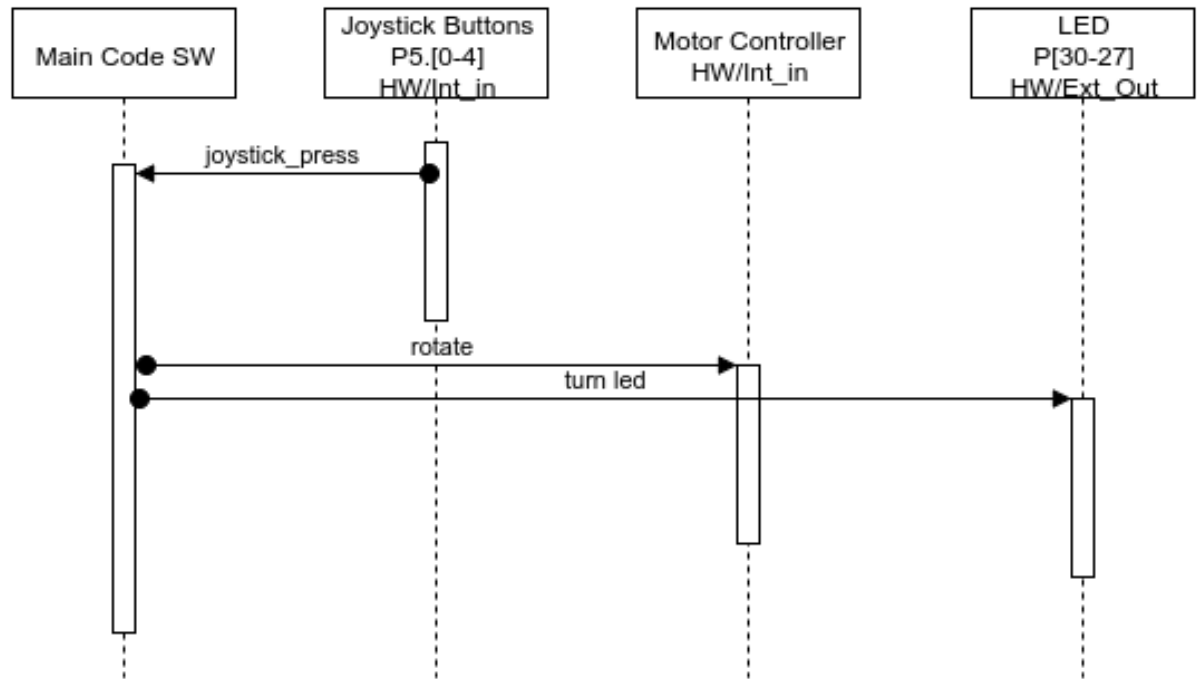 Main Code SW
Joystick Buttons
P5.[0-4]
HW/Int_in
Motor Controller
HW/Int_in
LED
P[30-27]
HW/Ext_Out
joystick_press
rotate
turn led